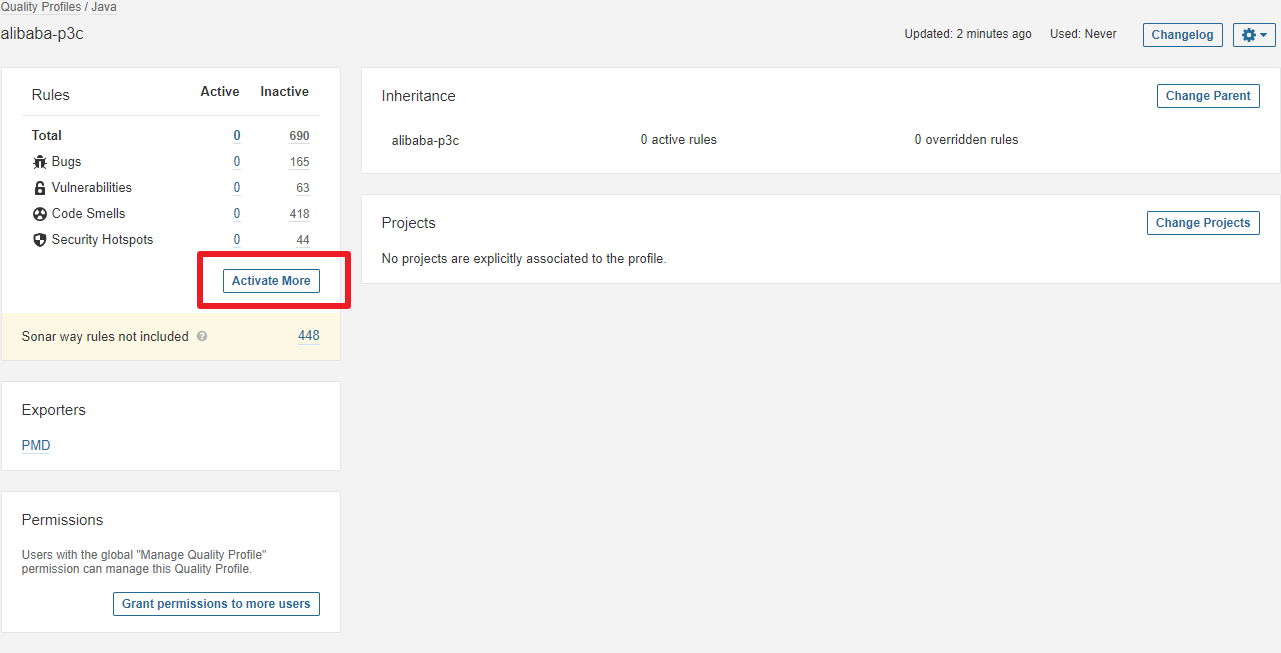 Quality Profiles / Java
alibaba-p3c
Updated: 2 minutes ago Used: Never Changelog
Rules Active Inactive
Total 0 690
Bugs 0 165
Vulnerabilities 0 63
Code Smells 0 418
Security Hotspots 0 44
Activate More
Sonar way rules not included ? 448
Exporters
PMD
Permissions
Users with the global "Manage Quality Profile"
permission can manage this Quality Profile.
Grant permissions to more users
Inheritance Change Parent
alibaba-p3c 0 active rules 0 overridden rules
Projects Change Projects
No projects are explicitly associated to the profile.